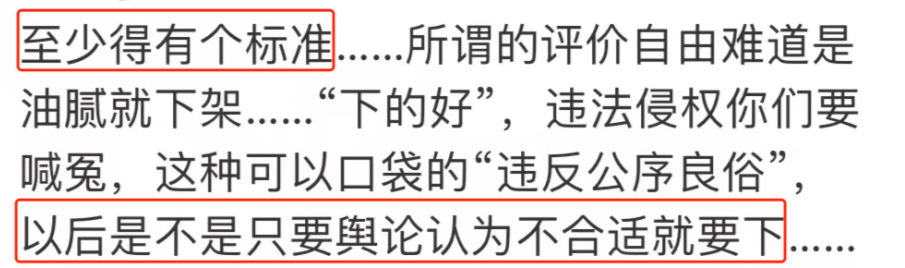 至少得有个标准……所谓的评价自由难道是
油腻就下架……“下的好”，违法侵权你们要
喊冤，这种可以口袋的“违反公序良俗”，
以后是不是只要舆论认为不合适就要下……